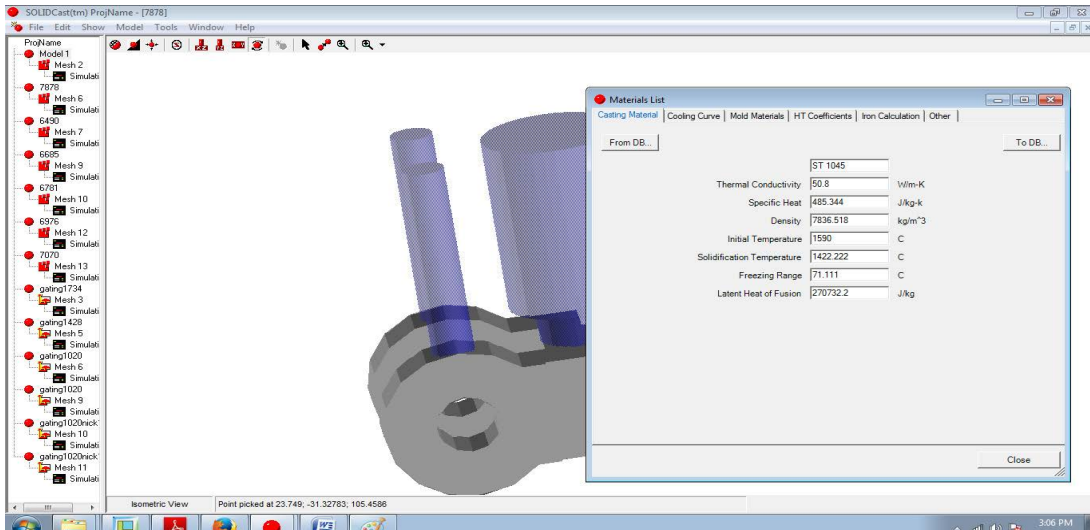 SOLIDCast(tm) ProjName - [7878]
File Edit Show Model Tools Window Help
ProjName
Model 1
Mesh 2
Simulati
7878
Mesh 6
Simulati
6490
Mesh 7
Simulati
6685
Mesh 9
Simulati
6781
Mesh 10
Simulati
6976
Mesh 12
Simulati
7070
Mesh 13
Simulati
gating1734
Mesh 3
Simulati
gating1428
Mesh 5
Simulati
gating1020
Mesh 6
Simulati
gating1020
Mesh 9
Simulati
gating1020nick
Mesh 10
Simulati
gating1020nick
Mesh 11
Simulati
Materials List
Casting Material Cooling Curve Mold Materials HT Coefficients Iron Calculation Other
From DB... To DB...
ST 1045
Thermal Conductivity 50.8 W/m-K
Specific Heat 485.344 J/kg-k
Density 7836.518 kg/m^3
Initial Temperature 1590 C
Solidification Temperature 1422.222 C
Freezing Range 71.111 C
Latent Heat of Fusion 270732.2 J/kg
Close
Isometric View Point picked at 23.749; -31.32783; 105.4586
3:06 PM